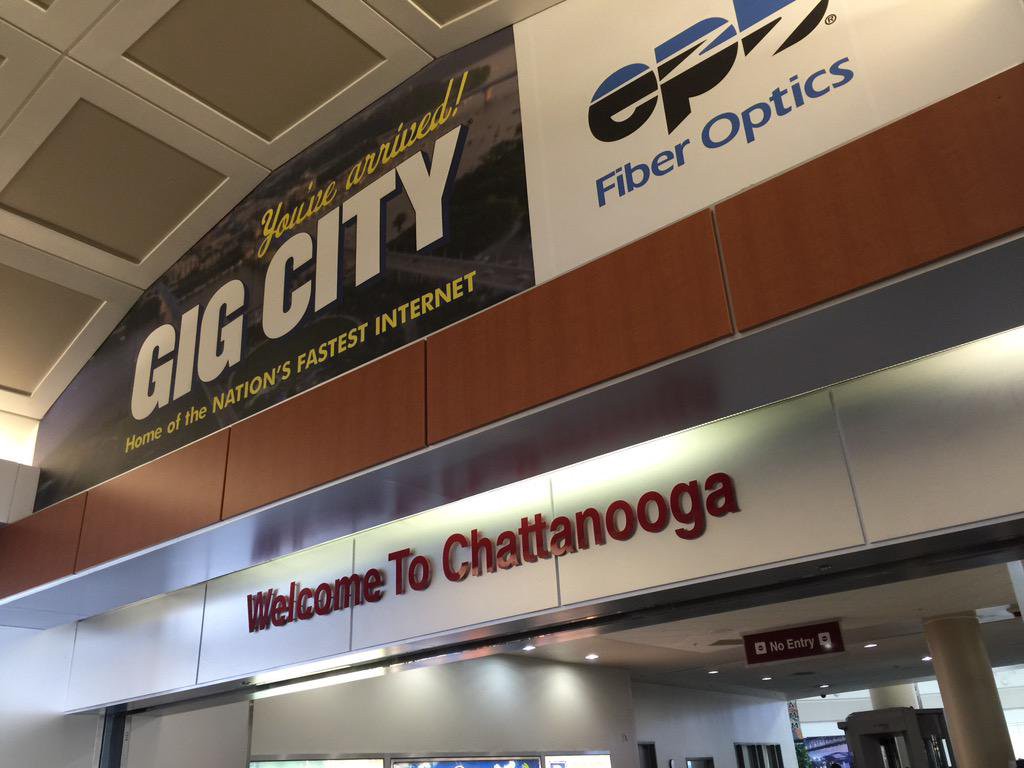 You've arrived!
GIG CITY
Home of the NATION'S FASTEST INTERNET
epb®
Fiber Optics
Welcome To Chattanooga
No Entry